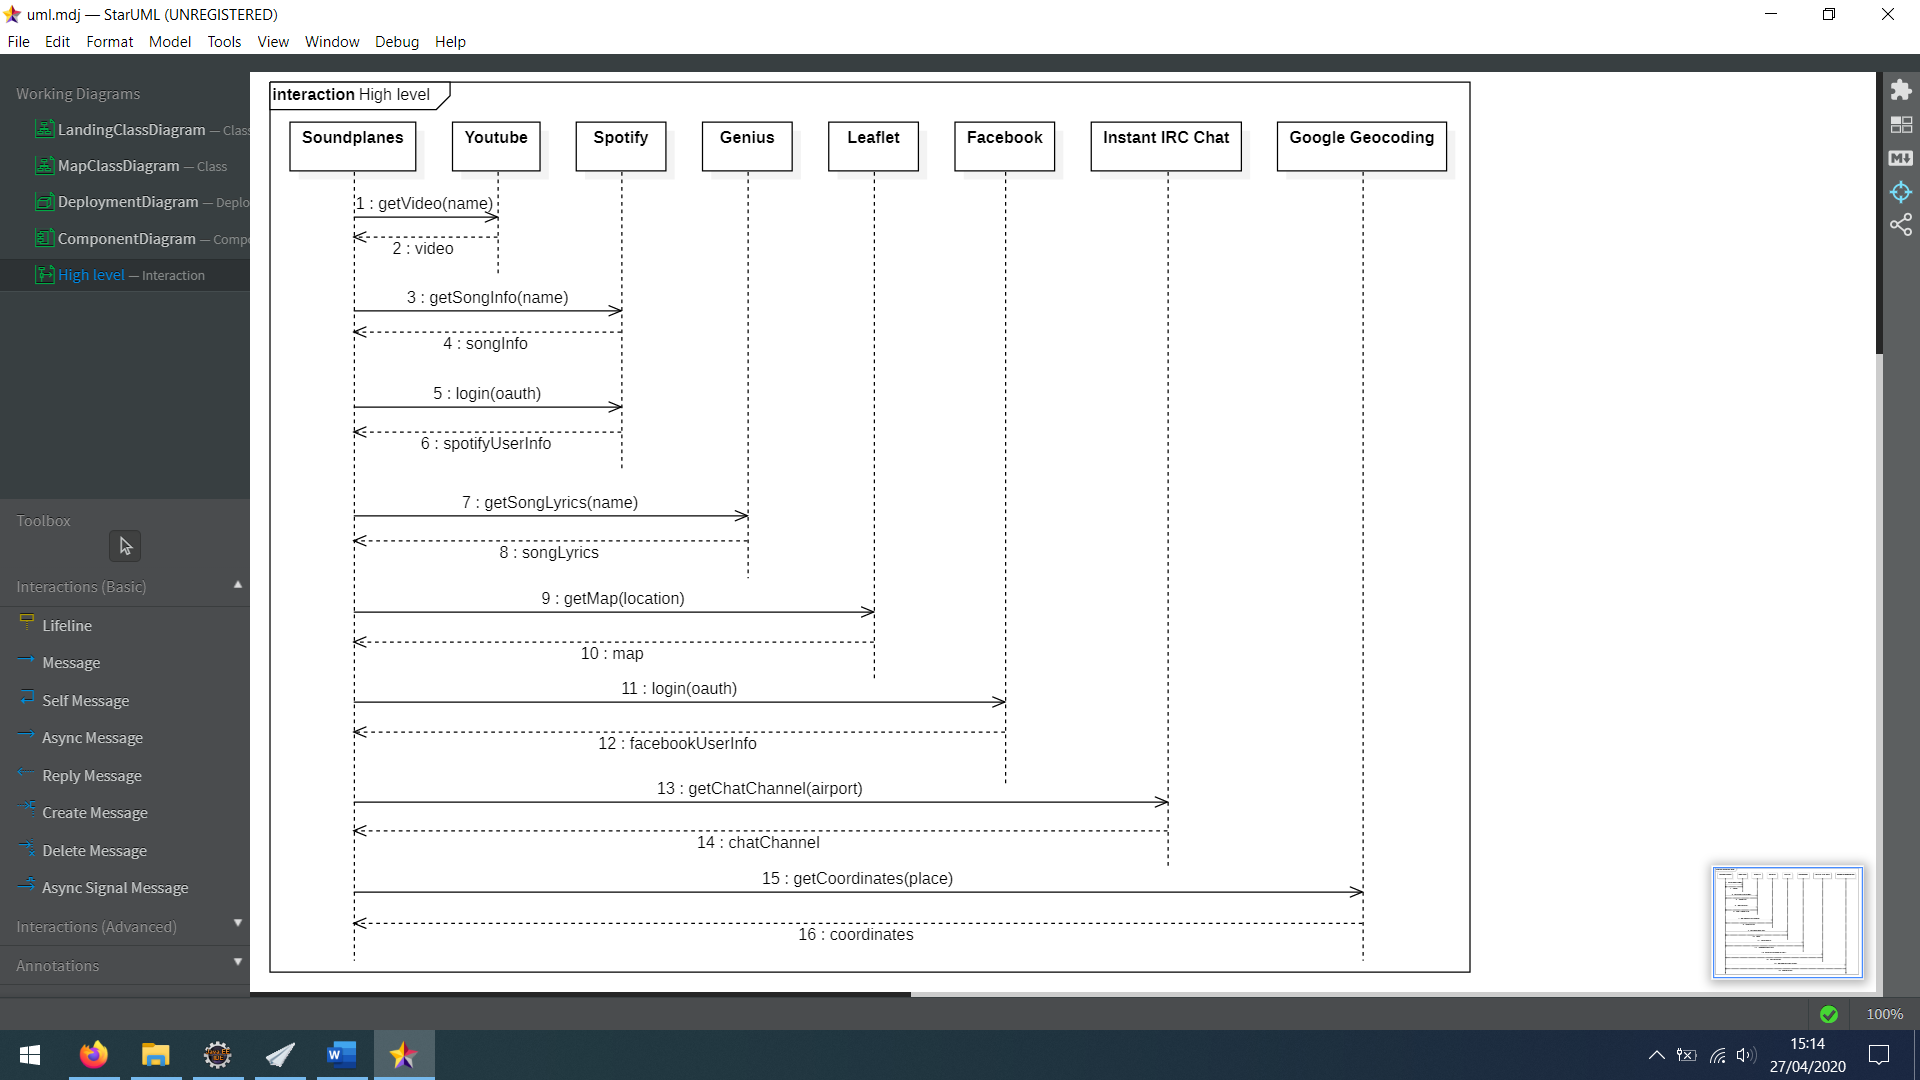 uml.mdj — StarUML (UNREGISTERED)
File Edit Format Model Tools View Window Debug Help
Working Diagrams
LandingClassDiagram — Clas
MapClassDiagram — Class
DeploymentDiagram — Deplo
ComponentDiagram — Comp
High level — Interaction
Toolbox
Interactions (Basic)
Lifeline
Message
Self Message
Async Message
Reply Message
Create Message
Delete Message
Async Signal Message
Interactions (Advanced)
Annotations
interaction High level
Soundplanes Youtube Spotify Genius Leaflet Facebook Instant IRC Chat Google Geocoding
1 : getVideo(name)
2 : video
3 : getSongInfo(name)
4 : songInfo
5 : login(oauth)
6 : spotifyUserInfo
7 : getSongLyrics(name)
8 : songLyrics
9 : getMap(location)
10 : map
11 : login(oauth)
12 : facebookUserInfo
13 : getChatChannel(airport)
14 : chatChannel
15 : getCoordinates(place)
16 : coordinates
M
100%
W
15:14
27/04/2020